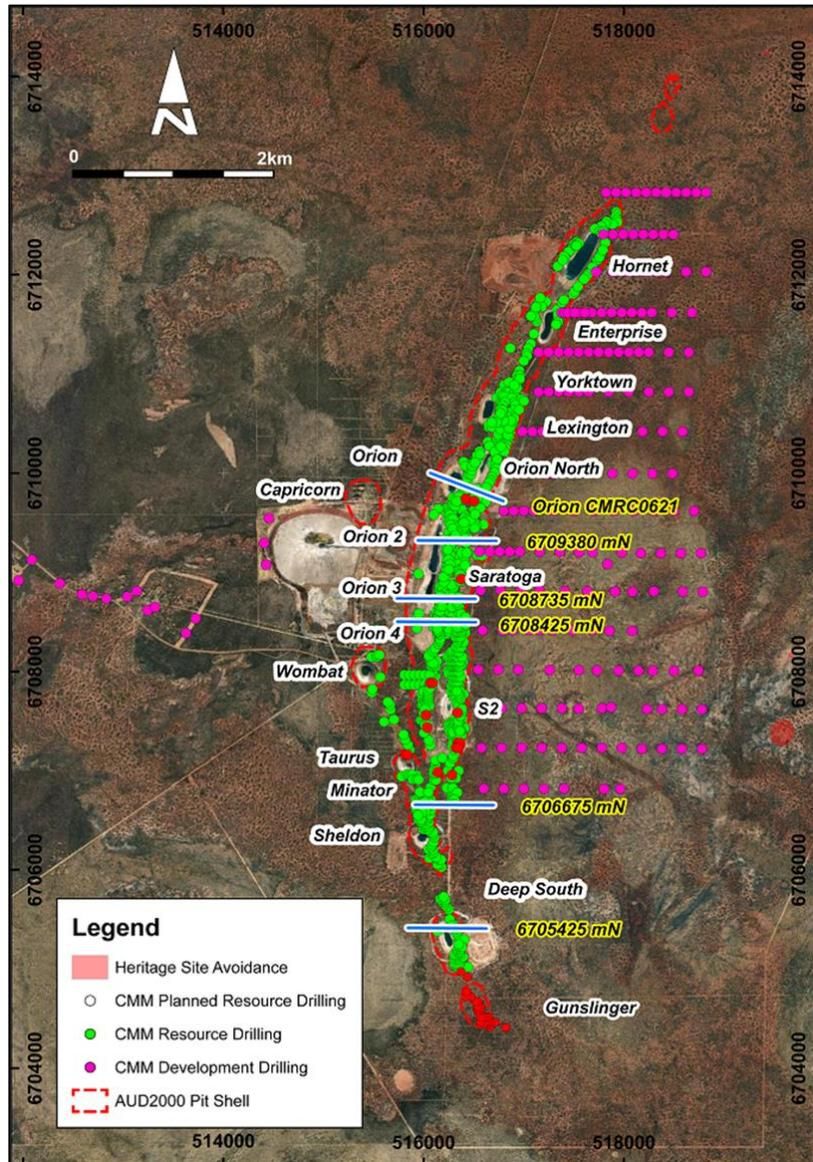 514000
516000
518000
6714000
6714000
N
0
2km
6712000
Hornet
6712000
Enterprise
Yorktown
Lexington
Orion
Orion North
6710000
6710000
Capricorn
Orion CMRC0621
Orion 2
6709380 mN
Saratoga
Orion 3
6708735 mN
6708425 mN
Orion 4
Wombat
6708000
6708000
S2
Taurus
Minator
6706675 mN
Sheldon
6706000
6706000
Deep South
6705425 mN
Gunslinger
Legend
Heritage Site Avoidance
CMM Planned Resource Drilling
CMM Resource Drilling
CMM Development Drilling
AUD2000 Pit Shell
6704000
6704000
514000
516000
518000